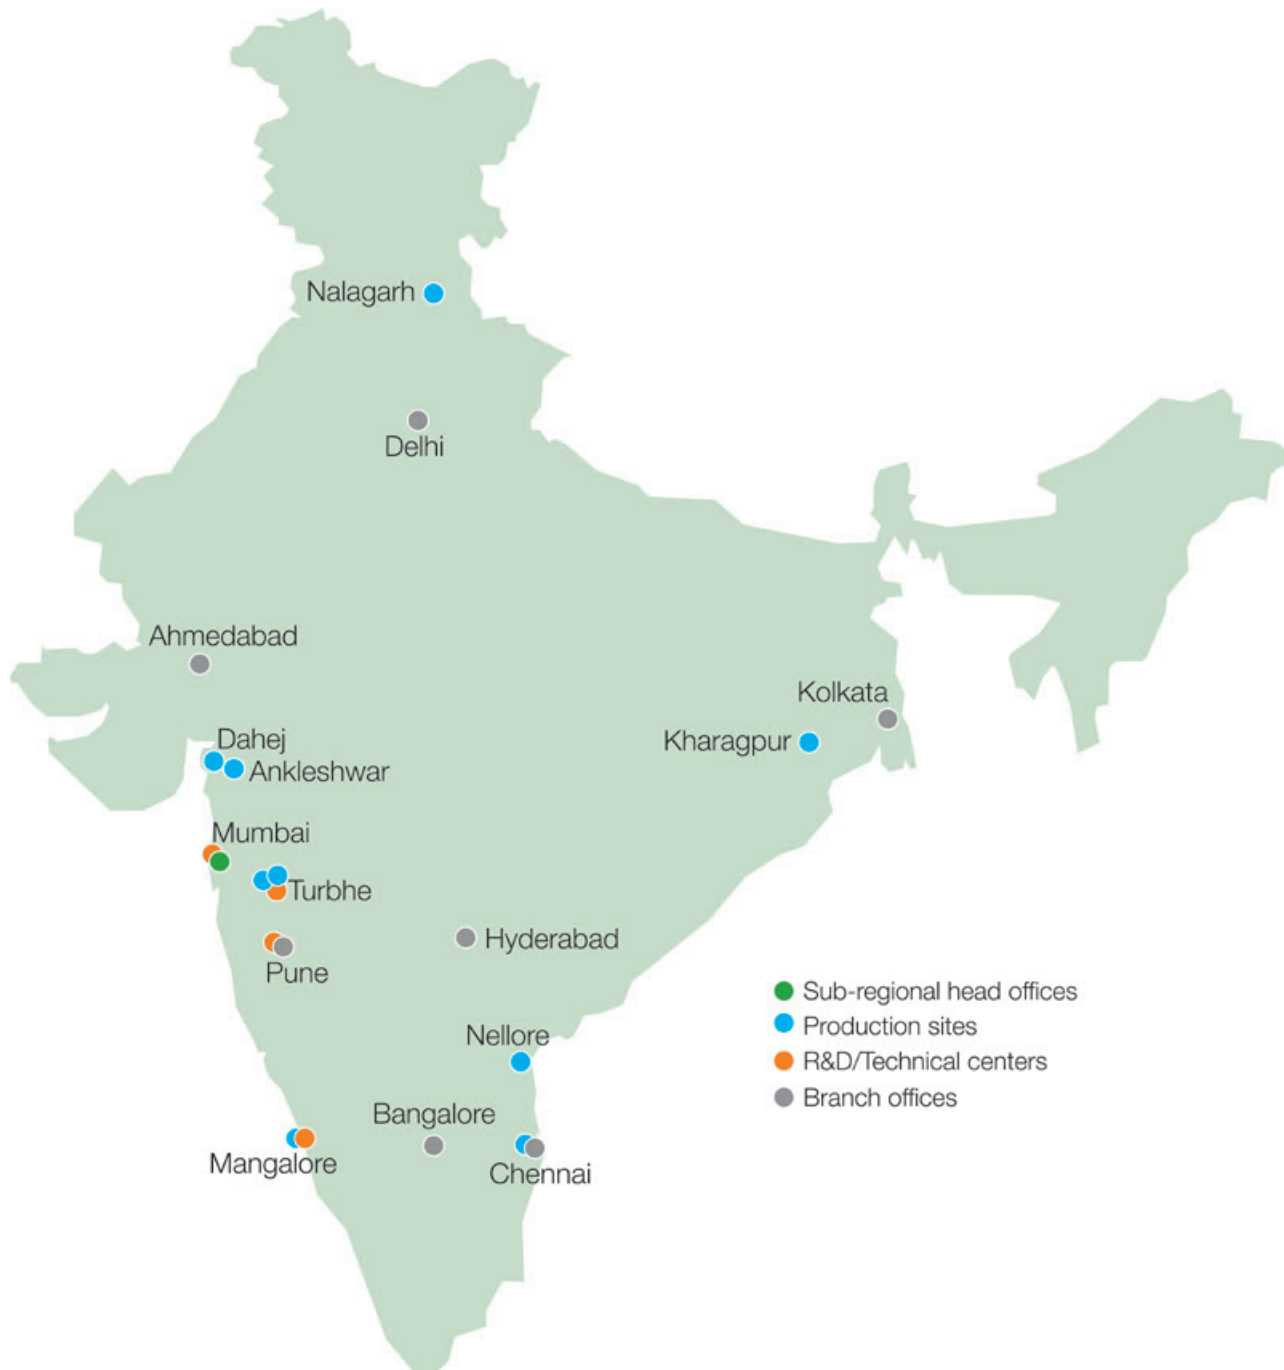 Nalagarh
Delhi
Ahmedabad
Kolkata
Kharagpur
Dahej
Ankleshwar
Mumbai
Turbhe
Hyderabad
Pune
Sub-regional head offices
Production sites
Nellore
R&D/Technical centers
Branch offices
Bangalore
Mangalore
Chennai